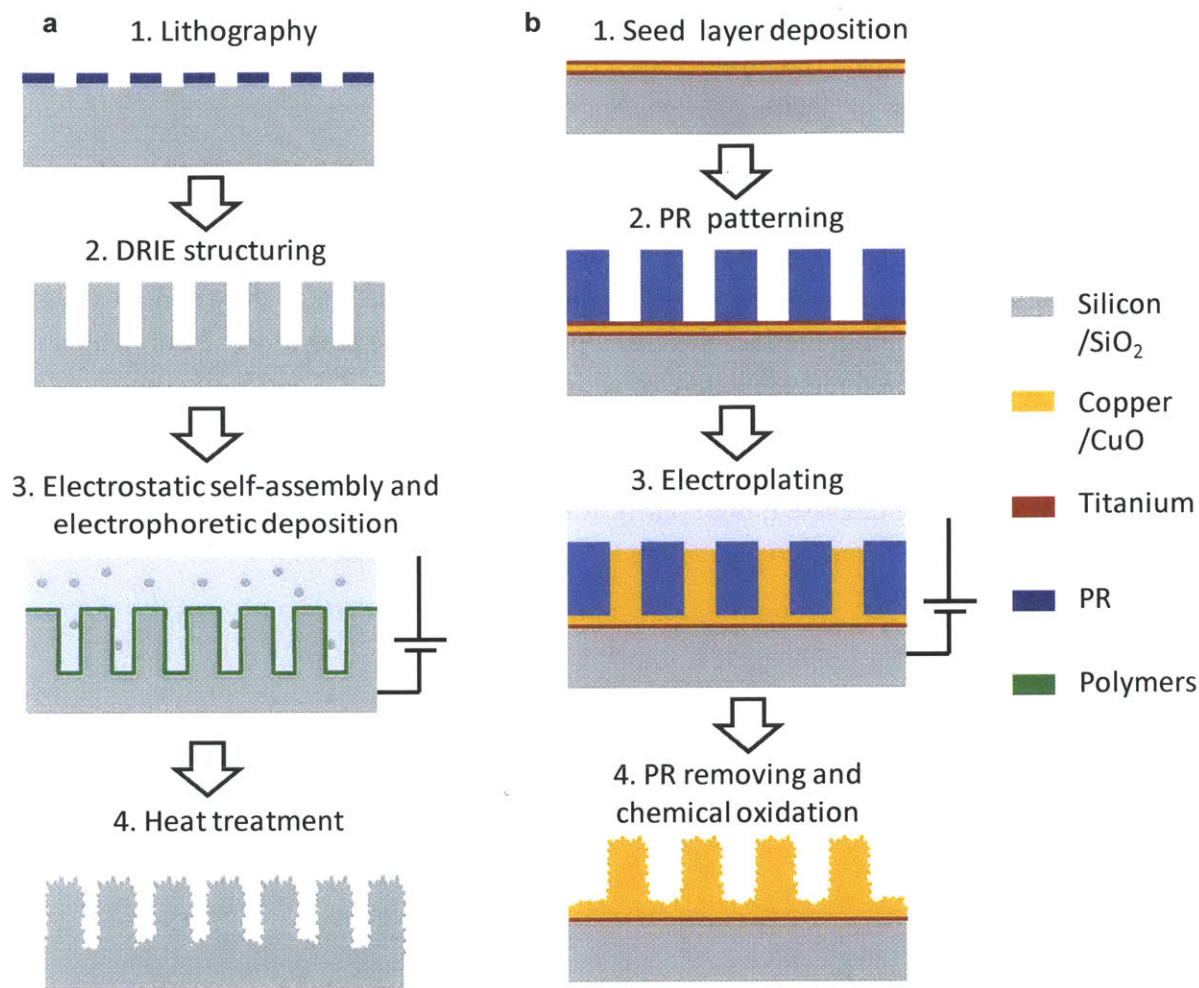 a
1. Lithography
2. DRIE structuring
3. Electrostatic self-assembly and
electrophoretic deposition
4. Heat treatment
b
1. Seed layer deposition
2. PR patterning
3. Electroplating
4. PR removing and
chemical oxidation
Silicon
/SiO₂
Copper
/CuO
Titanium
PR
Polymers